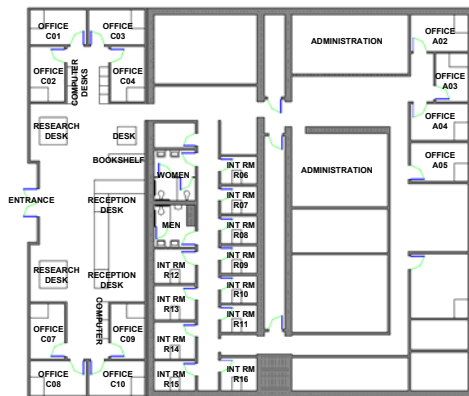 OFFICE
C01
OFFICE
C03
OFFICE
C02
COMPUTER
DESKS
OFFICE
C04
ADMINISTRATION
OFFICE
A02
OFFICE
A03
OFFICE
A04
OFFICE
A05
RESEARCH
DESK
DESK
BOOKSHELF
WOMEN
INT RM
R06
ADMINISTRATION
ENTRANCE
RECEPTION
DESK
INT RM
R07
MEN
INT RM
R08
INT RM
R09
RESEARCH
DESK
RECEPTION
DESK
INT RM
R12
INT RM
R10
COMPUTER
INT RM
R13
INT RM
R11
OFFICE
C07
OFFICE
C09
INT RM
R14
OFFICE
C08
OFFICE
C10
INT RM
R15
INT RM
R16